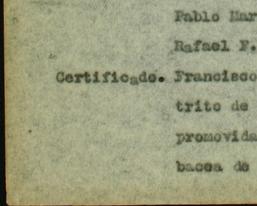 Pablo Mar
Rafael F.
Certificado. Francisco
trito de
promovida
bacea de